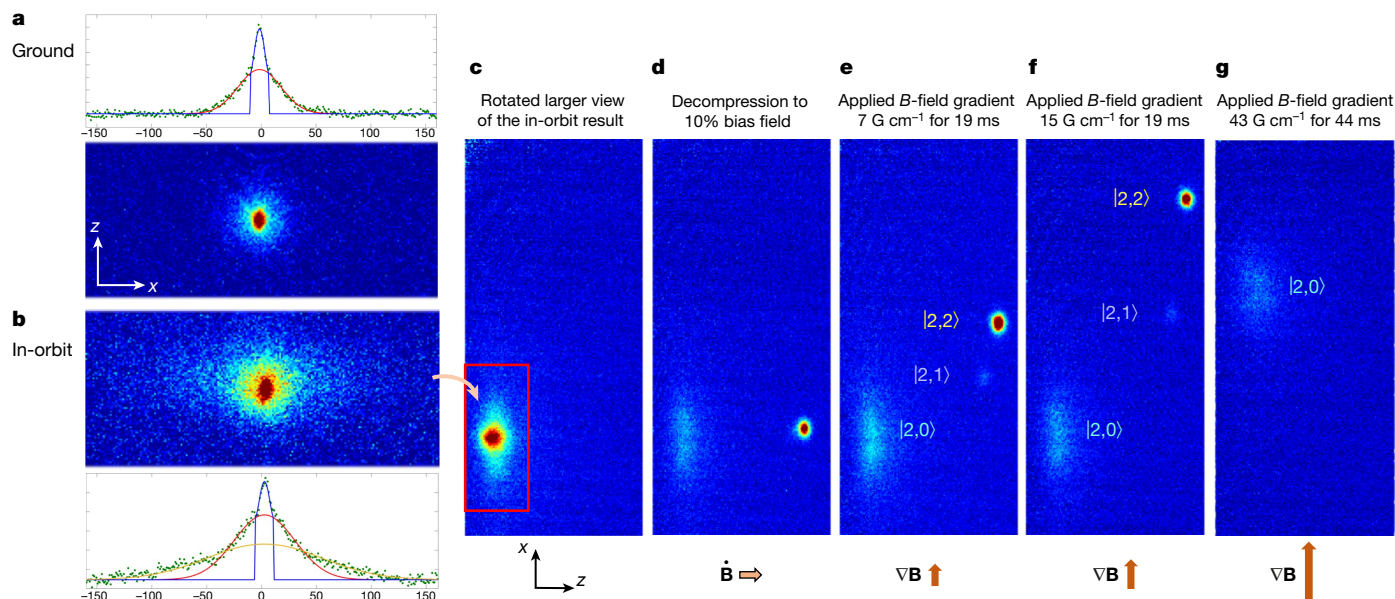 a
Ground
−150 −100 −50 0 50 100 150
z
x
b
In-orbit
−150 −100 −50 0 50 100 150
c
Rotated larger view
of the in-orbit result
x
z
d
Decompression to
10% bias field
Ḃ
e
Applied B-field gradient
7 G cm⁻¹ for 19 ms
|2,2⟩
|2,1⟩
|2,0⟩
∇B
f
Applied B-field gradient
15 G cm⁻¹ for 19 ms
|2,2⟩
|2,1⟩
|2,0⟩
∇B
g
Applied B-field gradient
43 G cm⁻¹ for 44 ms
|2,0⟩
∇B